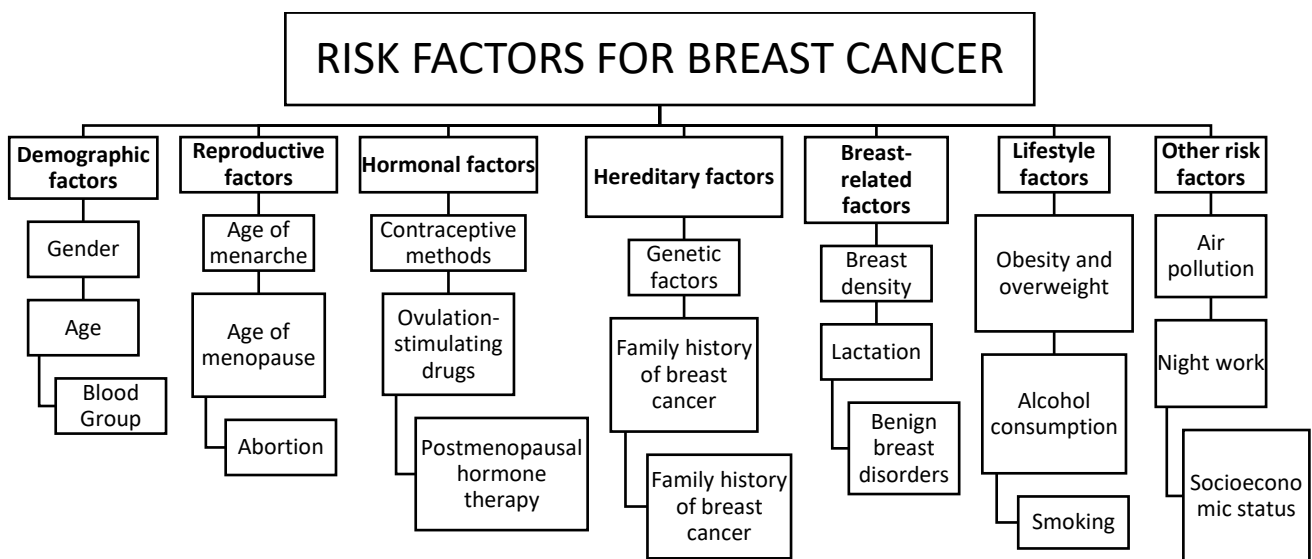 RISK FACTORS FOR BREAST CANCER
Demographic
factors
Gender
Age
Blood
Group
Reproductive
factors
Age of
menarche
Age of
menopause
Abortion
Hormonal factors
Contraceptive
methods
Ovulation-
stimulating
drugs
Postmenopausal
hormone
therapy
Hereditary factors
Genetic
factors
Family history
of breast
cancer
Family history
of breast
cancer
Breast-
related
factors
Breast
density
Lactation
Benign
breast
disorders
Lifestyle
factors
Obesity and
overweight
Alcohol
consumption
Smoking
Other risk
factors
Air
pollution
Night work
Socioecono
mic status